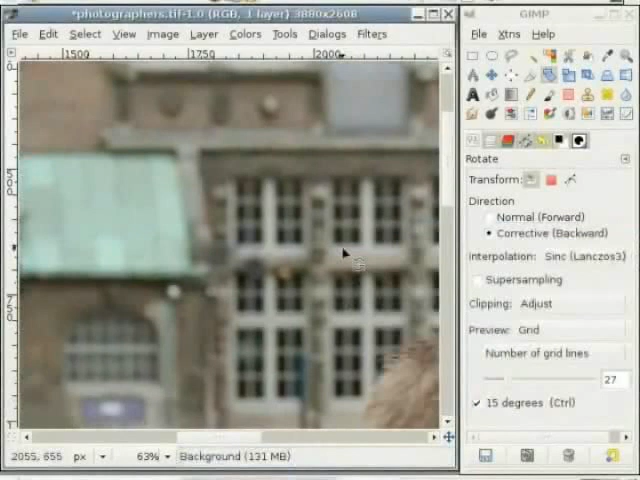 *photographers.tif-1.0 (RGB, 1 layer) 3880x2608
File Edit Select View Image Layer Colors Tools Dialogs Filters
1500 1750 2000
500
750
2055, 655 px 63% Background (131 MB)
GIMP
File Xtns Help
Rotate
Transform:
Direction
Normal (Forward)
Corrective (Backward)
Interpolation: Sinc (Lanczos3)
Supersampling
Clipping: Adjust
Preview: Grid
Number of grid lines
27
15 degrees (Ctrl)